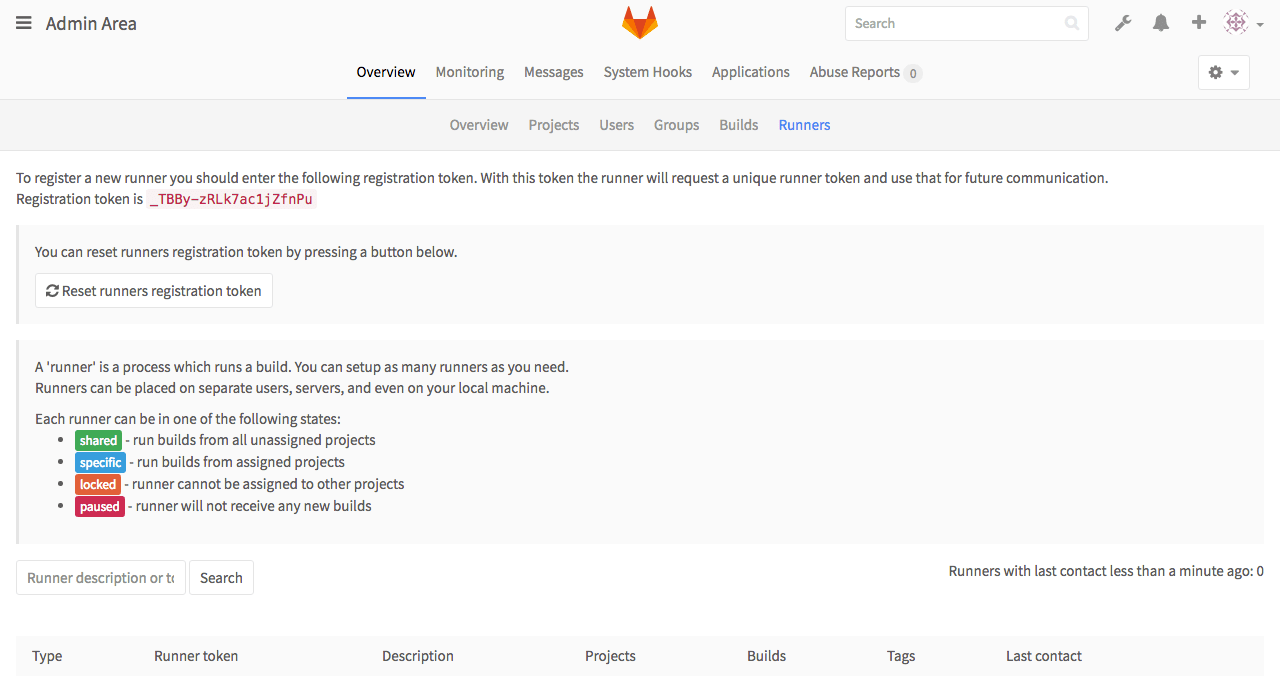 Admin Area
Search
Overview Monitoring Messages System Hooks Applications Abuse Reports 0
Overview Projects Users Groups Builds Runners
To register a new runner you should enter the following registration token. With this token the runner will request a unique runner token and use that for future communication.
Registration token is _TBBy-zRLk7ac1jZfnPu
You can reset runners registration token by pressing a button below.
Reset runners registration token
A 'runner' is a process which runs a build. You can setup as many runners as you need.
Runners can be placed on separate users, servers, and even on your local machine.
Each runner can be in one of the following states:
• shared - run builds from all unassigned projects
• specific - run builds from assigned projects
• locked - runner cannot be assigned to other projects
• paused - runner will not receive any new builds
Runner description or to Search Runners with last contact less than a minute ago: 0
Type Runner token Description Projects Builds Tags Last contact